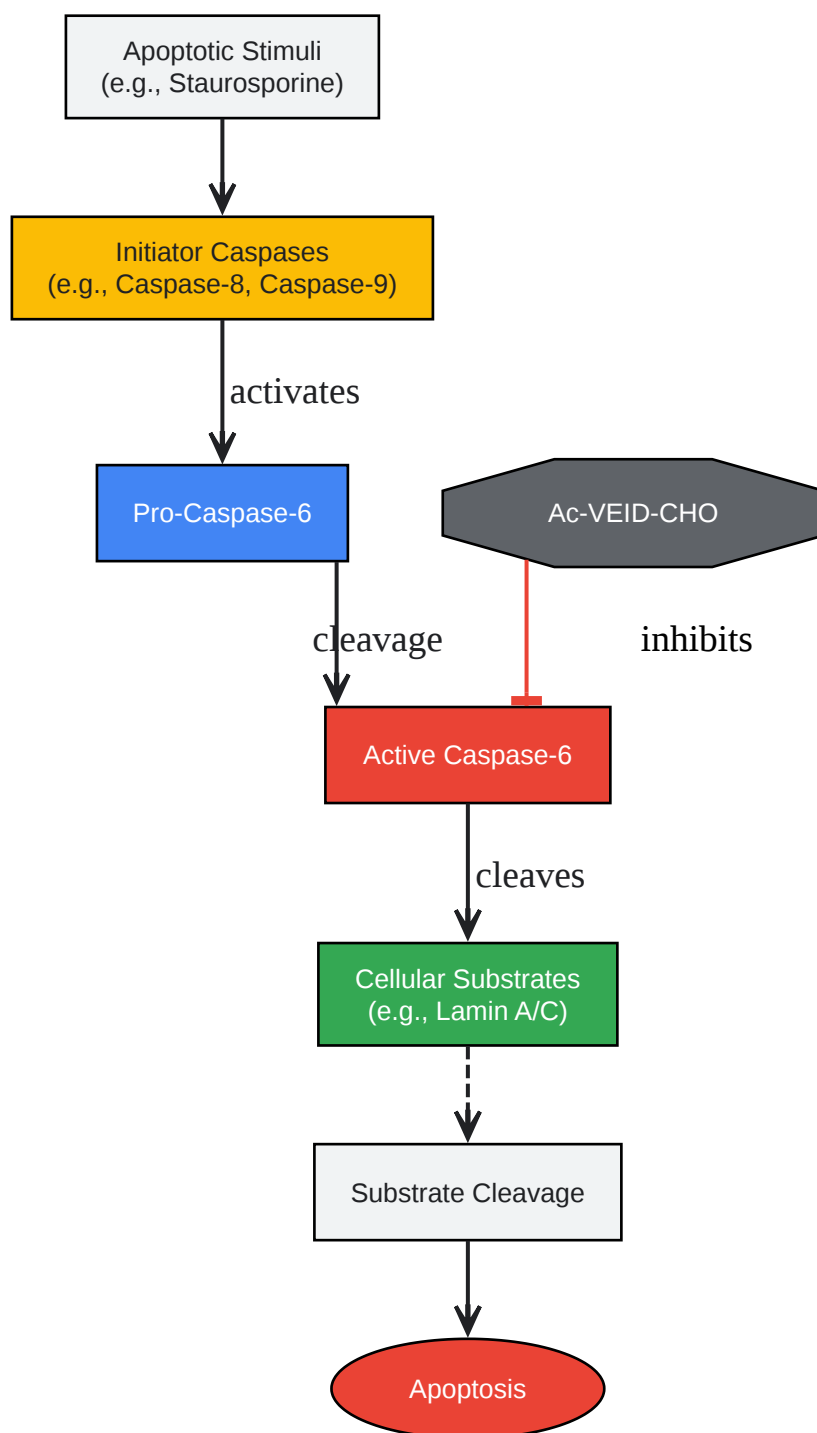 Apoptotic Stimuli
(e.g., Staurosporine)
Initiator Caspases
(e.g., Caspase-8, Caspase-9)
activates
Pro-Caspase-6
Ac-VEID-CHO
cleavage
inhibits
Active Caspase-6
cleaves
Cellular Substrates
(e.g., Lamin A/C)
Substrate Cleavage
Apoptosis